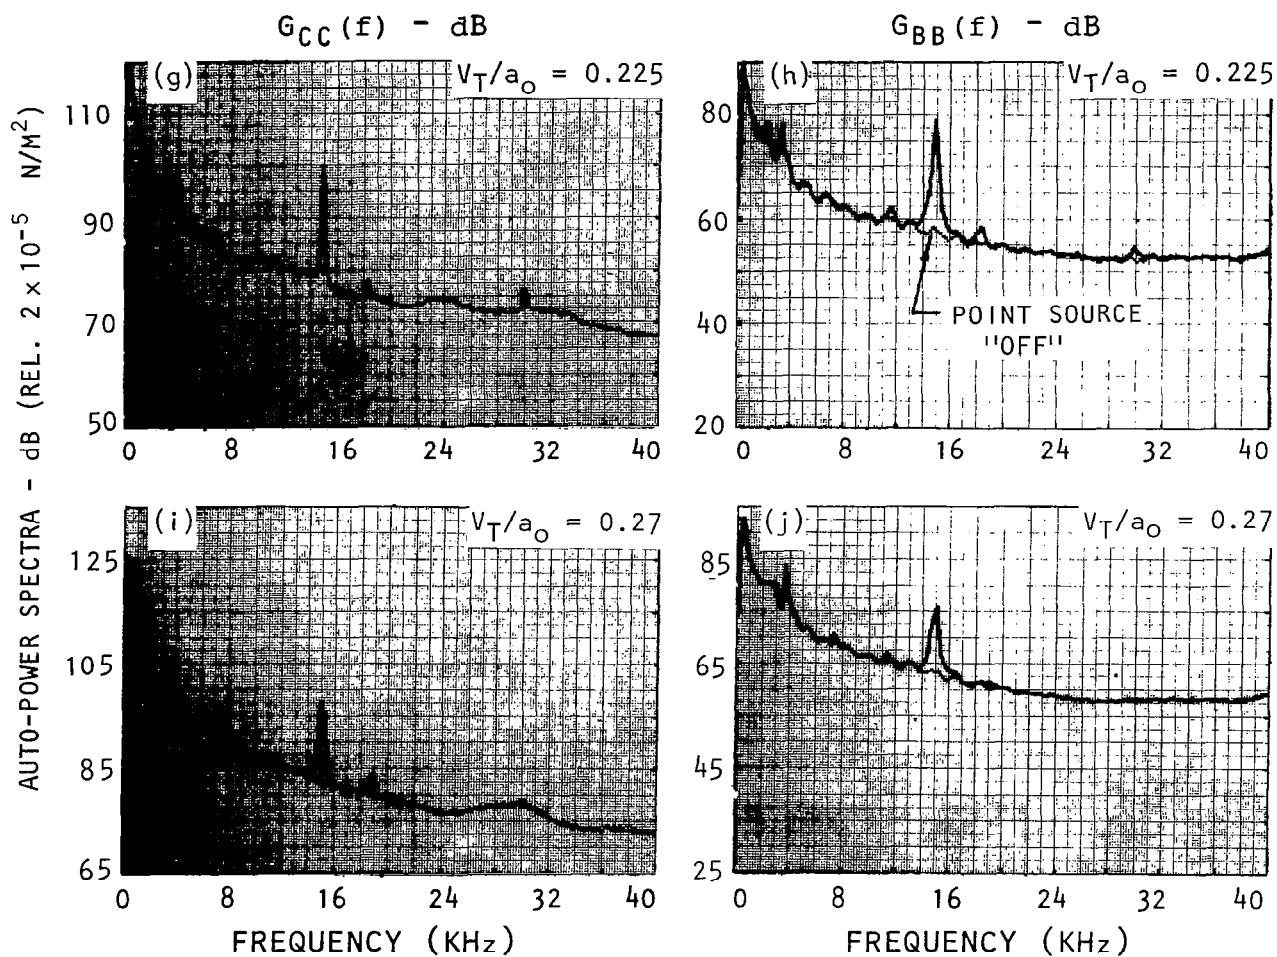 G_CC(f) - dB
G_BB(f) - dB
AUTO-POWER SPECTRA - dB (REL. 2 x 10^-5 N/M^2)
(g)
V_T/a_o = 0.225
110
90
70
50
0 8 16 24 32 40
(h)
V_T/a_o = 0.225
80
60
40
20
POINT SOURCE
"OFF"
0 8 16 24 32 40
(i)
V_T/a_o = 0.27
125
105
85
65
0 8 16 24 32 40
FREQUENCY (KHz)
(j)
V_T/a_o = 0.27
85
65
45
25
0 8 16 24 32 40
FREQUENCY (KHz)